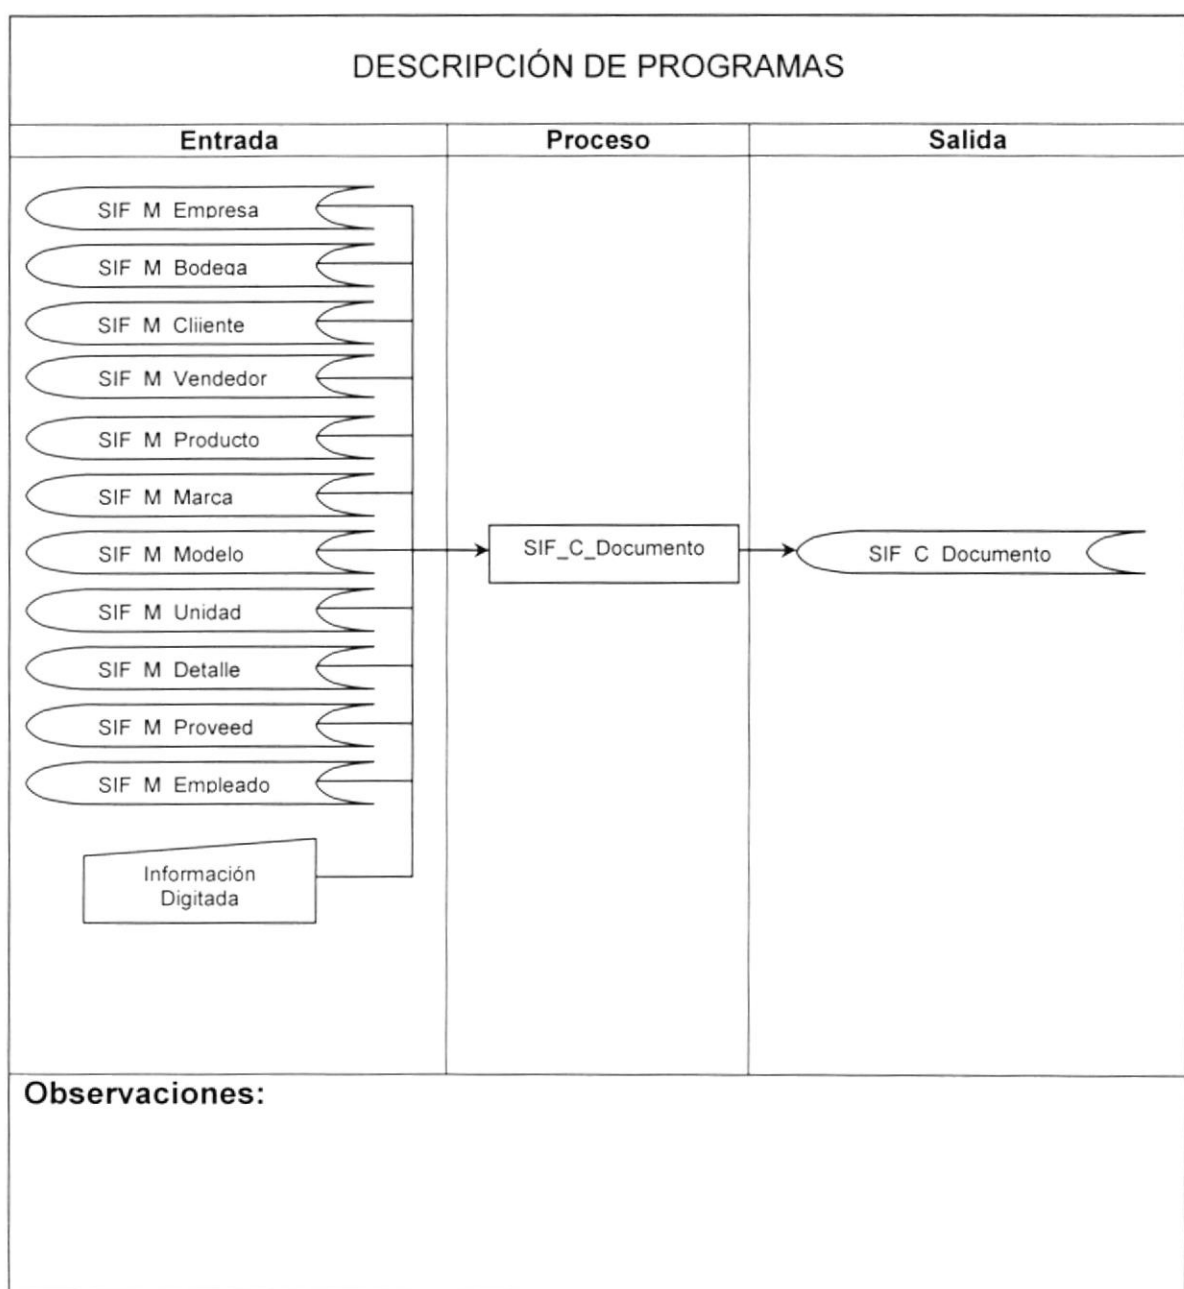 DESCRIPCIÓN DE PROGRAMAS
Entrada Proceso Salida
SIF M Empresa
SIF M Bodega
SIF M Cliiente
SIF M Vendedor
SIF M Producto
SIF M Marca
SIF M Modelo
SIF_C_Documento
SIF C Documento
SIF M Unidad
SIF M Detalle
SIF M Proveed
SIF M Empleado
Información
Digitada
Observaciones: